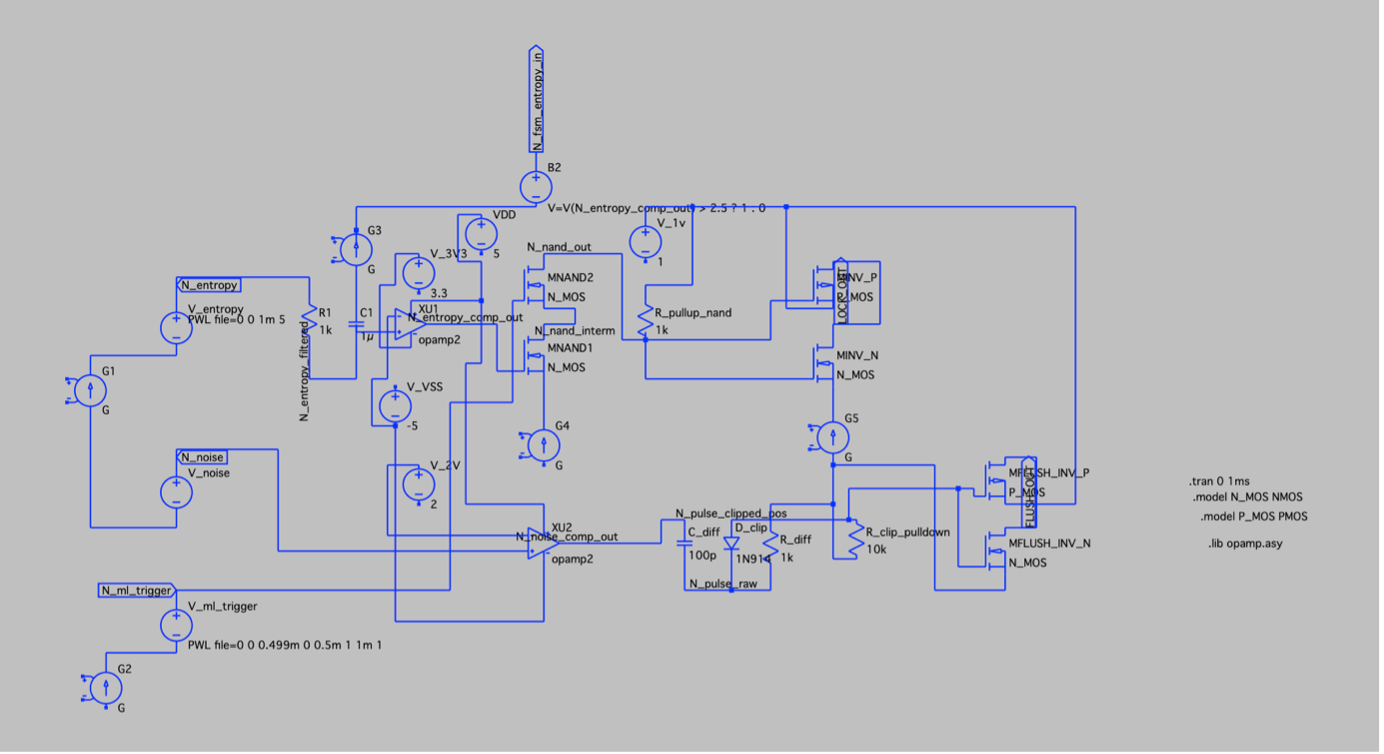 N_fsm_entropy_in
B2
V=V(N_entropy_comp_out) > 2.5 ? 1 : 0
VDD
5
V_1v
1
G3
G
V_3V3
3.3
N_nand_out
MNAND2
N_MOS
N_entropy
V_entropy
PWL file=0 0 1m 5
R1
1k
N_entropy_filtered
C1
1µ
XU1
N_entropy_comp_out
opamp2
N_nand_interm
MNAND1
N_MOS
R_pullup_nand
1k
MINV_P
P_MOS
LOCK_OUT
MINV_N
N_MOS
G1
G
V_VSS
-5
G4
G
G5
G
N_noise
V_noise
V_2V
2
MFLUSH_INV_P
P_MOS
FLUSH_OUT
.tran 0 1ms
.model N_MOS NMOS
.model P_MOS PMOS
.lib opamp.asy
N_pulse_clipped_pos
XU2
N_noise_comp_out
opamp2
C_diff
100p
D_clip
1N914
R_diff
1k
R_clip_pulldown
10k
MFLUSH_INV_N
N_MOS
N_pulse_raw
N_ml_trigger
V_ml_trigger
PWL file=0 0 0.499m 0 0.5m 1 1m 1
G2
G